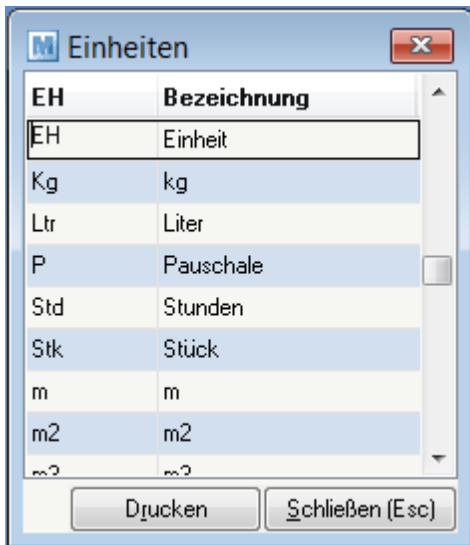 M Einheiten
EH Bezeichnung
EH Einheit
Kg kg
Ltr Liter
P Pauschale
Std Stunden
Stk Stück
m m
m2 m2
Drucken Schließen (Esc)